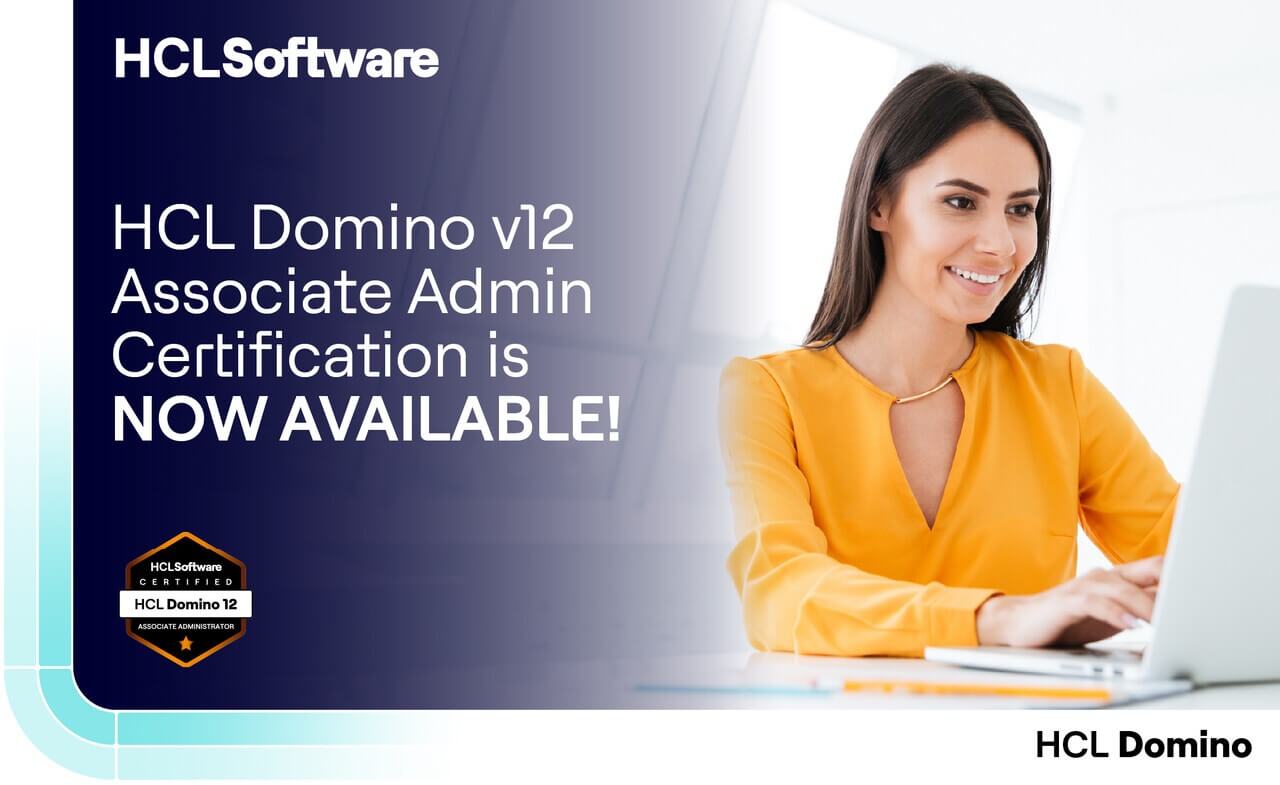 HCLSoftware
HCL Domino v12
Associate Admin
Certification is
NOW AVAILABLE!
HCLSoftware
CERTIFIED
HCL Domino 12
ASSOCIATE ADMINISTRATOR
HCL Domino